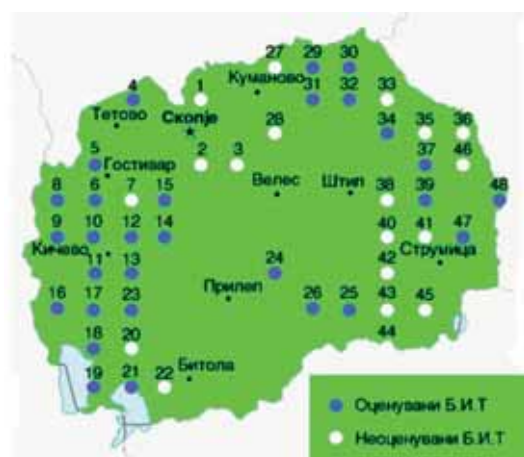 27 29 30
4 1 Куманово 31 32 33
Тетово Скопје 28 34 35 36
5 Гостивар 2 3 37 46
8 6 7 15 Велес Штип 38 39 48
9 10 12 14 40 41 47
Кичево 11 13 24 42 Струмица
16 17 23 Прилеп 26 25 43 45
18 20 44
19 21 22 Битола
Оценувани Б.И.Т
Неоценувани Б.И.Т